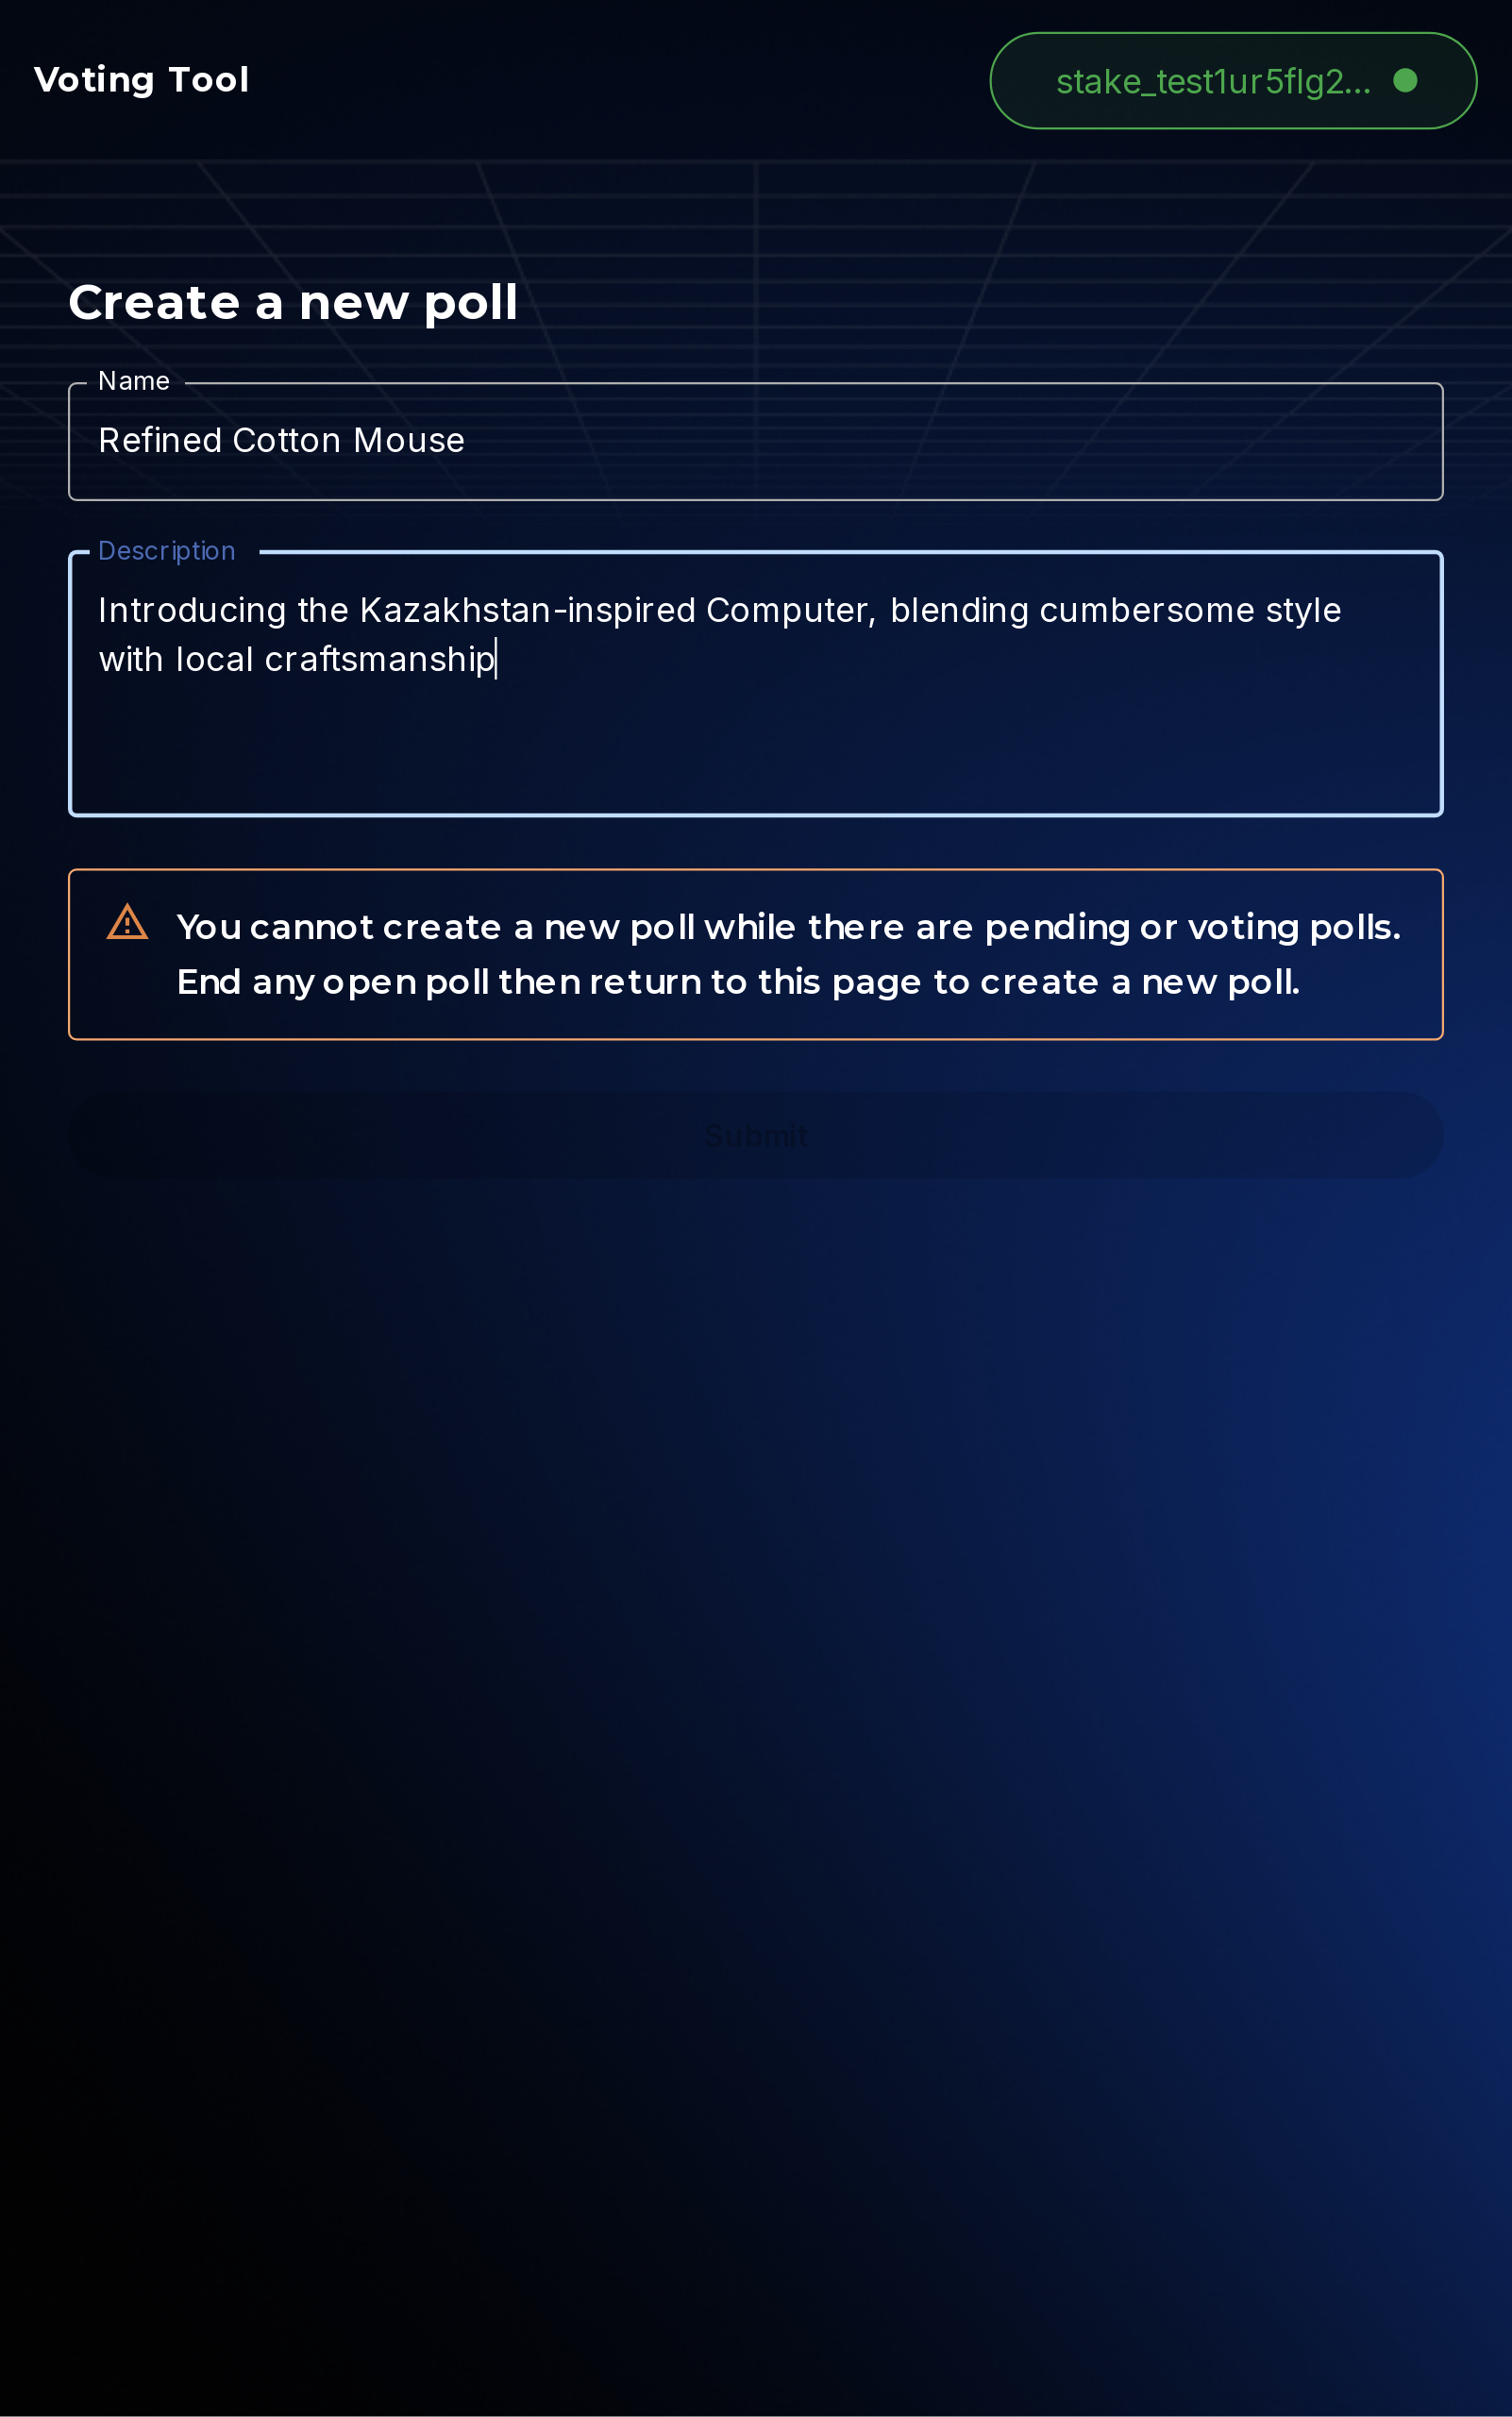 Voting Tool
stake_test1ur5flg2...
Create a new poll
Name
Refined Cotton Mouse
Description
Introducing the Kazakhstan-inspired Computer, blending cumbersome style
with local craftsmanship
You cannot create a new poll while there are pending or voting polls.
End any open poll then return to this page to create a new poll.
Submit